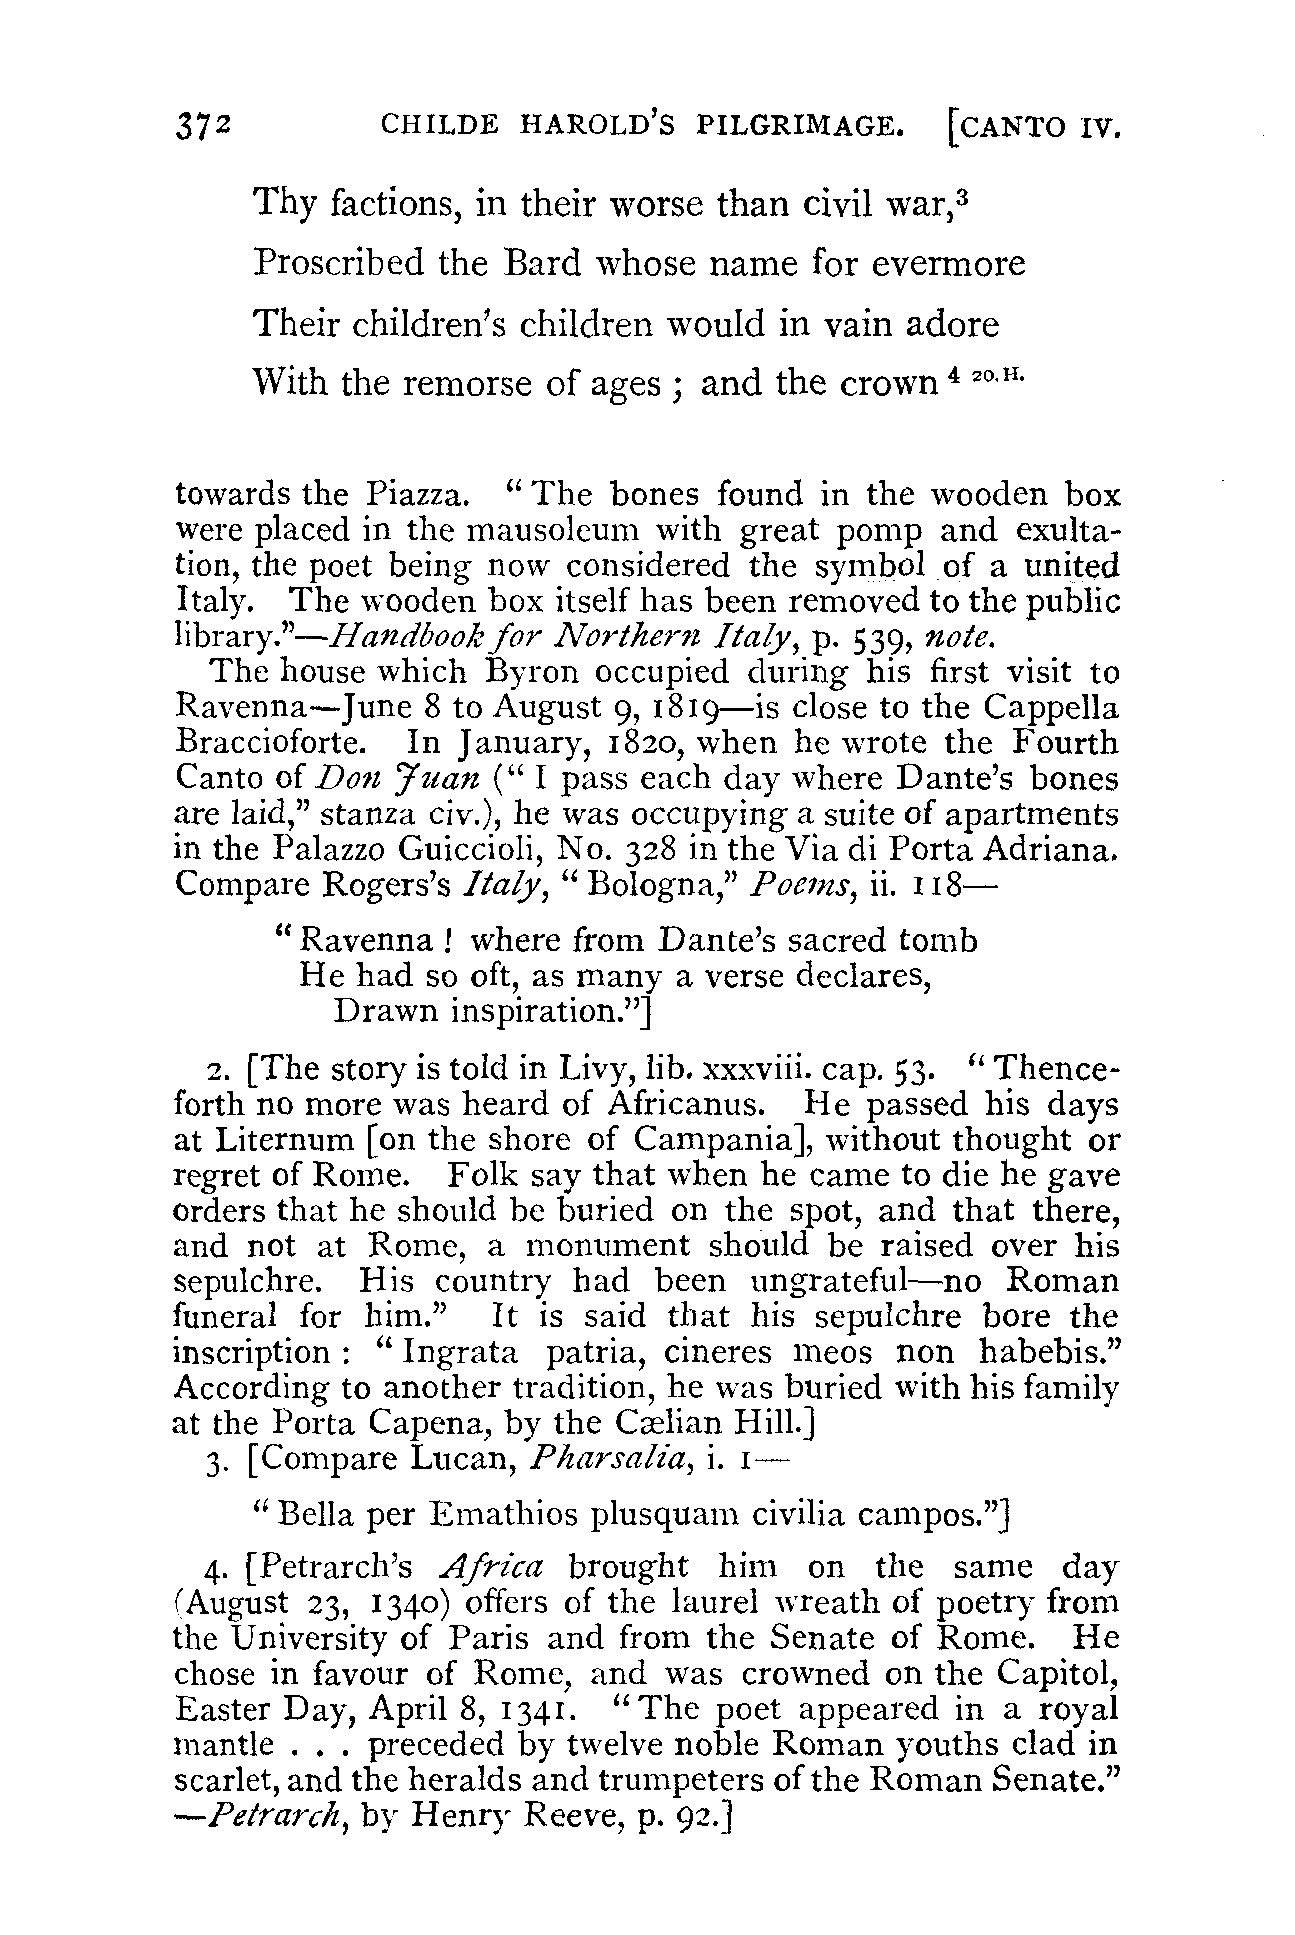 372 CHILDE HAROLD'S PILGRIMAGE. [CANTO IV.
Thy factions, in their worse than civil war,³
Proscribed the Bard whose name for evermore
Their children's children would in vain adore
With the remorse of ages ; and the crown ⁴ ²⁰·ᴴ·
towards the Piazza. "The bones found in the wooden box
were placed in the mausoleum with great pomp and exulta-
tion, the poet being now considered the symbol of a united
Italy. The wooden box itself has been removed to the public
library."—Handbook for Northern Italy, p. 539, note.
The house which Byron occupied during his first visit to
Ravenna—June 8 to August 9, 1819—is close to the Cappella
Braccioforte. In January, 1820, when he wrote the Fourth
Canto of Don Juan ("I pass each day where Dante's bones
are laid," stanza civ.), he was occupying a suite of apartments
in the Palazzo Guiccioli, No. 328 in the Via di Porta Adriana.
Compare Rogers's Italy, "Bologna," Poems, ii. 118—
"Ravenna ! where from Dante's sacred tomb
He had so oft, as many a verse declares,
Drawn inspiration."]
2. [The story is told in Livy, lib. xxxviii. cap. 53. "Thence-
forth no more was heard of Africanus. He passed his days
at Liternum [on the shore of Campania], without thought or
regret of Rome. Folk say that when he came to die he gave
orders that he should be buried on the spot, and that there,
and not at Rome, a monument should be raised over his
sepulchre. His country had been ungrateful—no Roman
funeral for him." It is said that his sepulchre bore the
inscription : "Ingrata patria, cineres meos non habebis."
According to another tradition, he was buried with his family
at the Porta Capena, by the Cælian Hill.]
3. [Compare Lucan, Pharsalia, i. 1—
"Bella per Emathios plusquam civilia campos."]
4. [Petrarch's Africa brought him on the same day
(August 23, 1340) offers of the laurel wreath of poetry from
the University of Paris and from the Senate of Rome. He
chose in favour of Rome, and was crowned on the Capitol,
Easter Day, April 8, 1341. "The poet appeared in a royal
mantle . . . preceded by twelve noble Roman youths clad in
scarlet, and the heralds and trumpeters of the Roman Senate."
—Petrarch, by Henry Reeve, p. 92.]